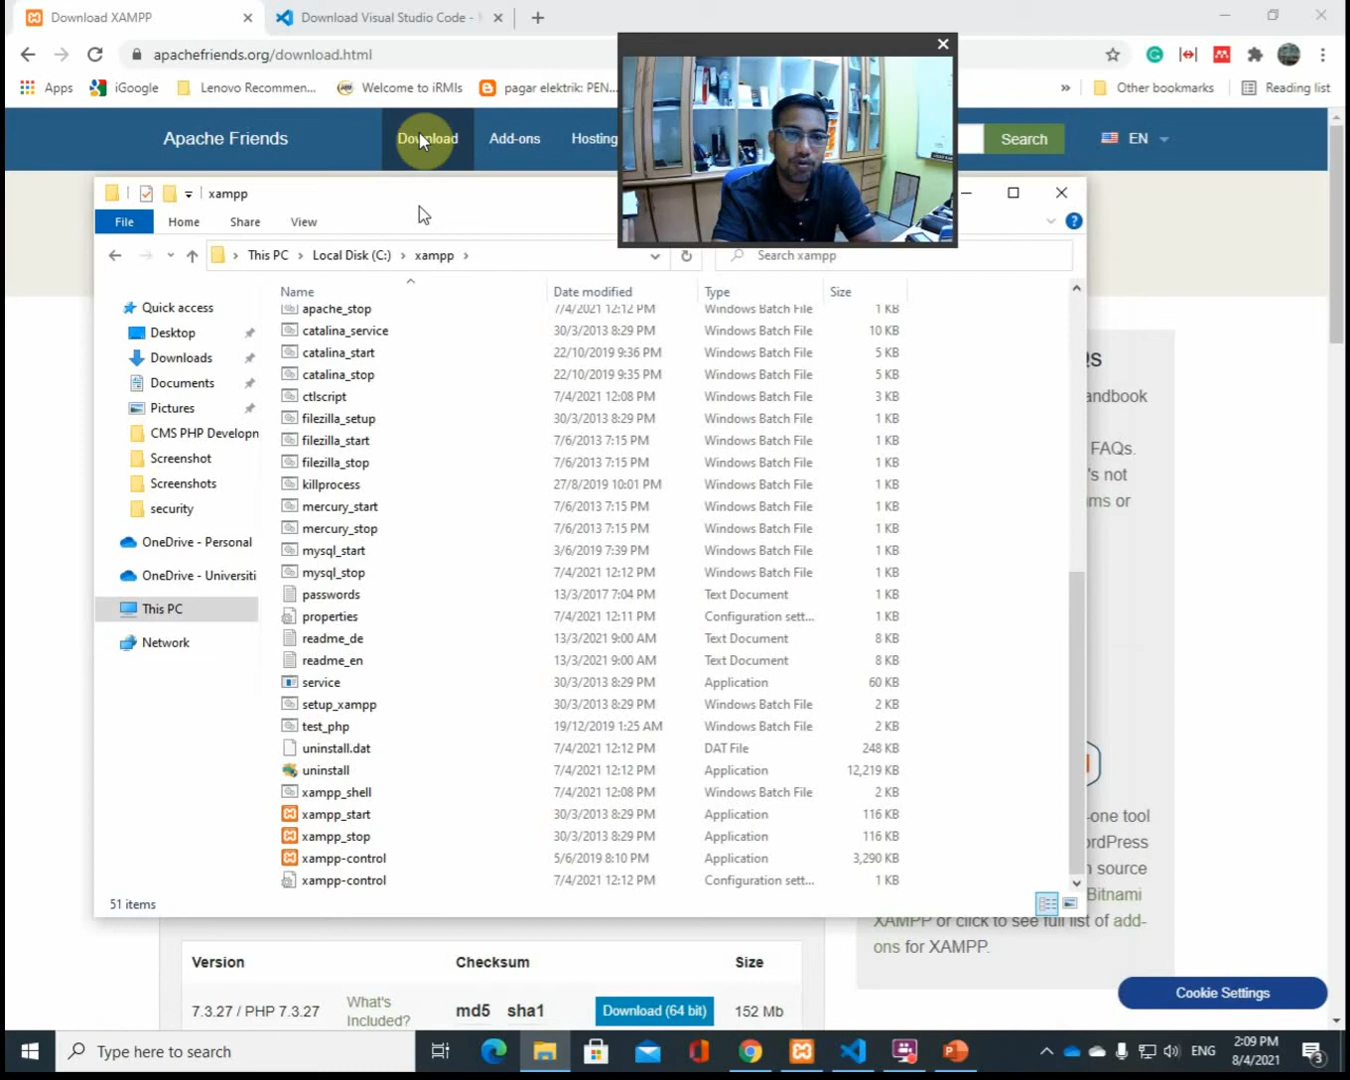 Download XAMPP
Download Visual Studio Code -
apachefriends.org/download.html
Apps
iGoogle
Lenovo Recommen...
Welcome to iRMIs
pagar elektrik: PEN...
»
Other bookmarks
Reading list
Apache Friends
Download
Add-ons
Hosting
Search
EN
xampp
File
Home
Share
View
This PC > Local Disk (C:) > xampp >
Search xampp
Name Date modified Type Size
apache_stop 7/4/2021 12:12 PM Windows Batch File 1 KB
catalina_service 30/3/2013 8:29 PM Windows Batch File 10 KB
catalina_start 22/10/2019 9:36 PM Windows Batch File 5 KB
catalina_stop 22/10/2019 9:35 PM Windows Batch File 5 KB
ctlscript 7/4/2021 12:08 PM Windows Batch File 3 KB
filezilla_setup 30/3/2013 8:29 PM Windows Batch File 1 KB
filezilla_start 7/6/2013 7:15 PM Windows Batch File 1 KB
filezilla_stop 7/6/2013 7:15 PM Windows Batch File 1 KB
killprocess 27/8/2019 10:01 PM Windows Batch File 1 KB
mercury_start 7/6/2013 7:15 PM Windows Batch File 1 KB
mercury_stop 7/6/2013 7:15 PM Windows Batch File 1 KB
mysql_start 3/6/2019 7:39 PM Windows Batch File 1 KB
mysql_stop 7/4/2021 12:12 PM Windows Batch File 1 KB
passwords 13/3/2017 7:04 PM Text Document 1 KB
properties 7/4/2021 12:11 PM Configuration sett... 1 KB
readme_de 13/3/2021 9:00 AM Text Document 8 KB
readme_en 13/3/2021 9:00 AM Text Document 8 KB
service 30/3/2013 8:29 PM Application 60 KB
setup_xampp 30/3/2013 8:29 PM Windows Batch File 2 KB
test_php 19/12/2019 1:25 AM Windows Batch File 2 KB
uninstall.dat 7/4/2021 12:12 PM DAT File 248 KB
uninstall 7/4/2021 12:12 PM Application 12,219 KB
xampp_shell 7/4/2021 12:08 PM Windows Batch File 2 KB
xampp_start 30/3/2013 8:29 PM Application 116 KB
xampp_stop 30/3/2013 8:29 PM Application 116 KB
xampp-control 5/6/2019 8:10 PM Application 3,290 KB
xampp-control 7/4/2021 12:12 PM Configuration sett... 1 KB
Quick access
Desktop
Downloads
Documents
Pictures
CMS PHP Developn
Screenshot
Screenshots
security
OneDrive - Personal
OneDrive - Universiti
This PC
Network
51 items
Qs
andbook
FAQs.
's not
ms or
-one tool
rdPress
n source
Bitnami
XAMPP or click to see full list of add-
ons for XAMPP.
Version Checksum Size
7.3.27 / PHP 7.3.27 What's
Included? md5 sha1 Download (64 bit) 152 Mb
Cookie Settings
Type here to search
ENG
2:09 PM
8/4/2021
3